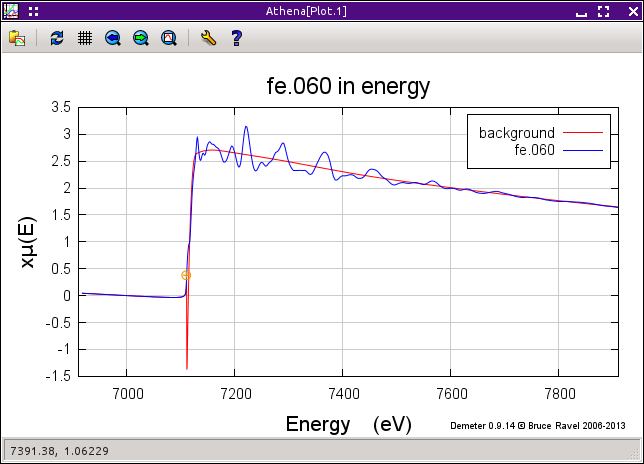 Athena[Plot.1]
fe.060 in energy
background
fe.060
3.5
3
2.5
2
1.5
1
0.5
0
-0.5
-1
-1.5
xμ(E)
7000 7200 7400 7600 7800
Energy (eV)
Demeter 0.9.14 © Bruce Ravel 2006-2013
7391.38, 1.06229